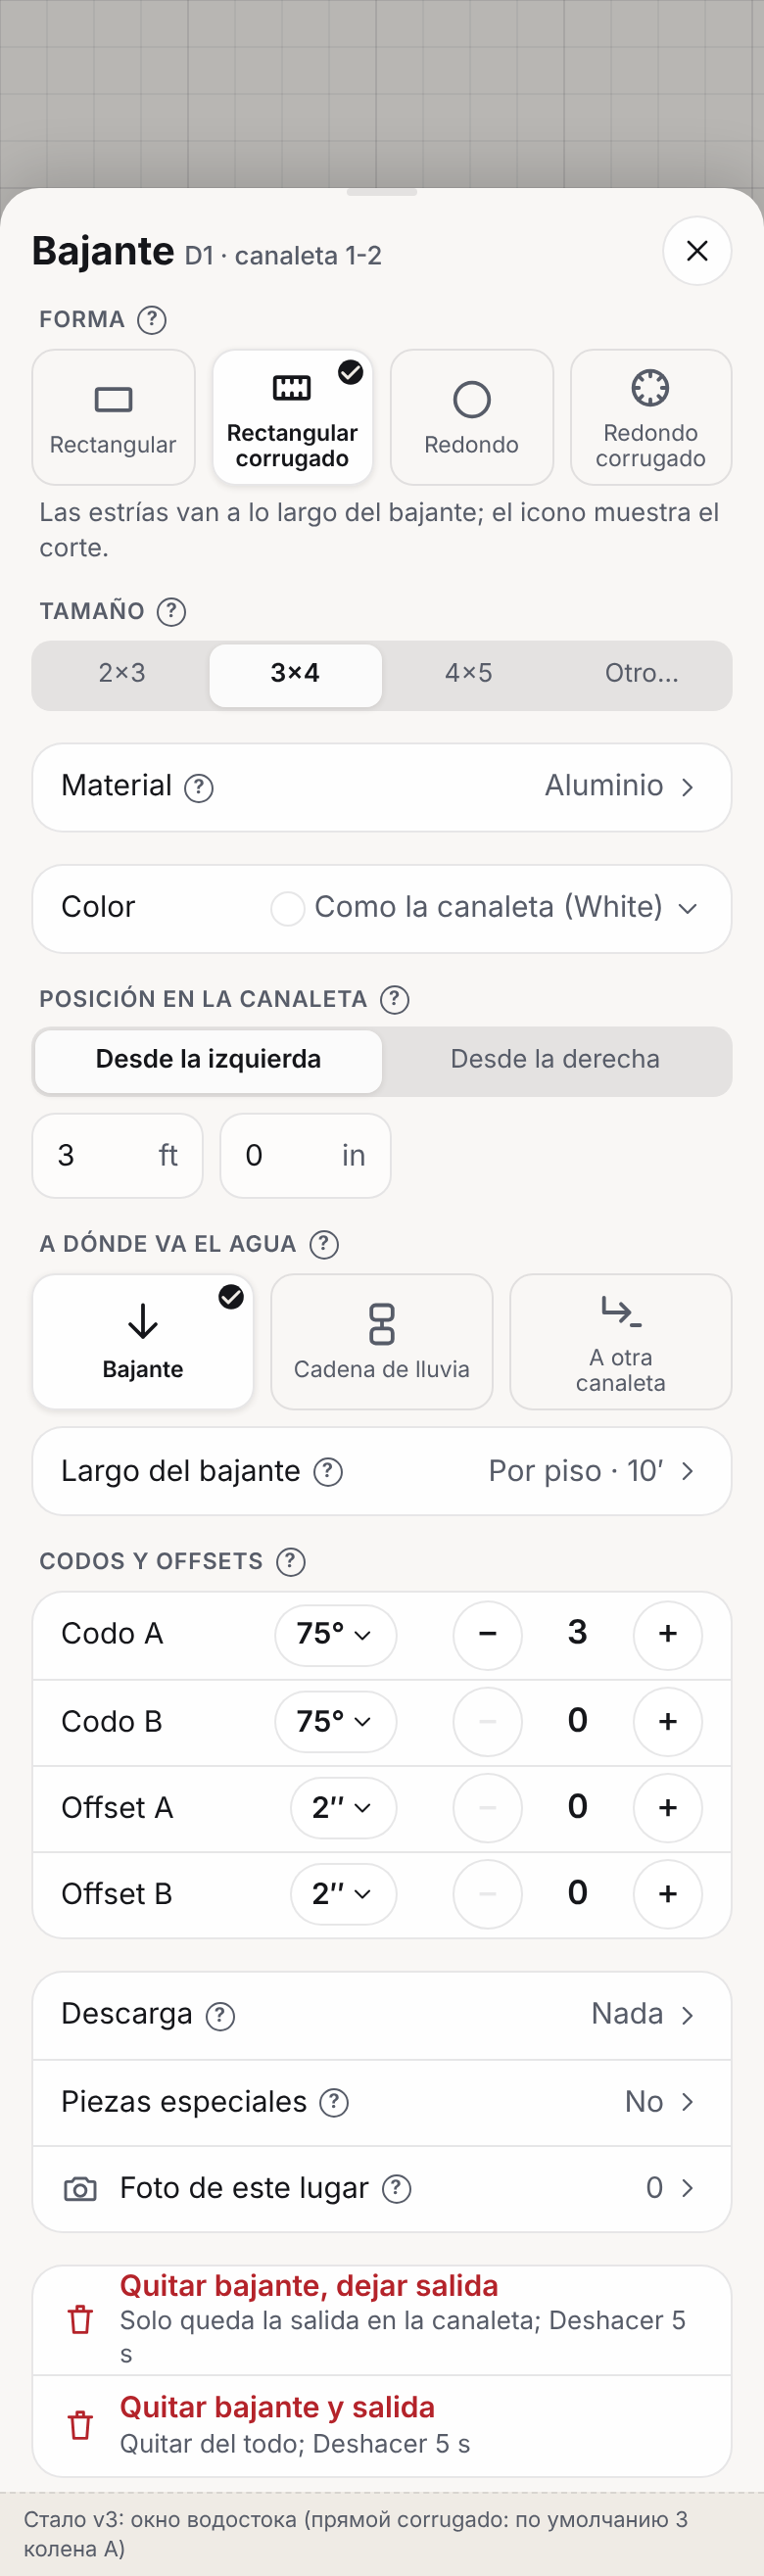 Bajante D1 · canaleta 1-2
FORMA ?
Rectangular
Rectangular
corrugado
Redondo
Redondo
corrugado
Las estrías van a lo largo del bajante; el icono muestra el
corte.
TAMAÑO ?
2×3 3×4 4×5 Otro...
Material ? Aluminio
Color Como la canaleta (White)
POSICIÓN EN LA CANALETA ?
Desde la izquierda Desde la derecha
3 ft 0 in
A DÓNDE VA EL AGUA ?
Bajante
Cadena de lluvia
A otra
canaleta
Largo del bajante ? Por piso · 10′
CODOS Y OFFSETS ?
Codo A 75° − 3 +
Codo B 75° − 0 +
Offset A 2″ − 0 +
Offset B 2″ − 0 +
Descarga ? Nada
Piezas especiales ? No
Foto de este lugar ? 0
Quitar bajante, dejar salida
Solo queda la salida en la canaleta; Deshacer 5
s
Quitar bajante y salida
Quitar del todo; Deshacer 5 s
Стало v3: окно водостока (прямой corrugado: по умолчанию 3
колена A)